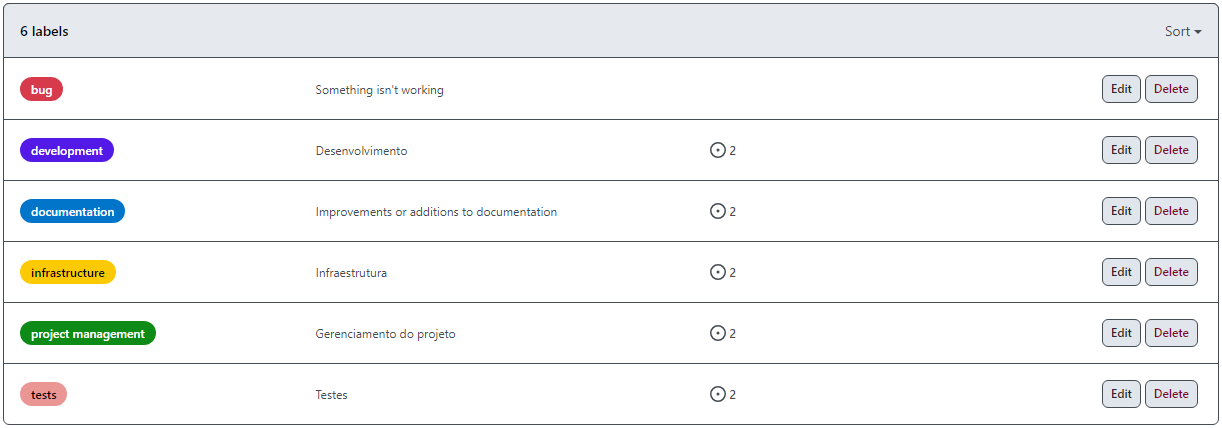 6 labels Sort
bug Something isn't working Edit Delete
development Desenvolvimento 2 Edit Delete
documentation Improvements or additions to documentation 2 Edit Delete
infrastructure Infraestrutura 2 Edit Delete
project management Gerenciamento do projeto 2 Edit Delete
tests Testes 2 Edit Delete